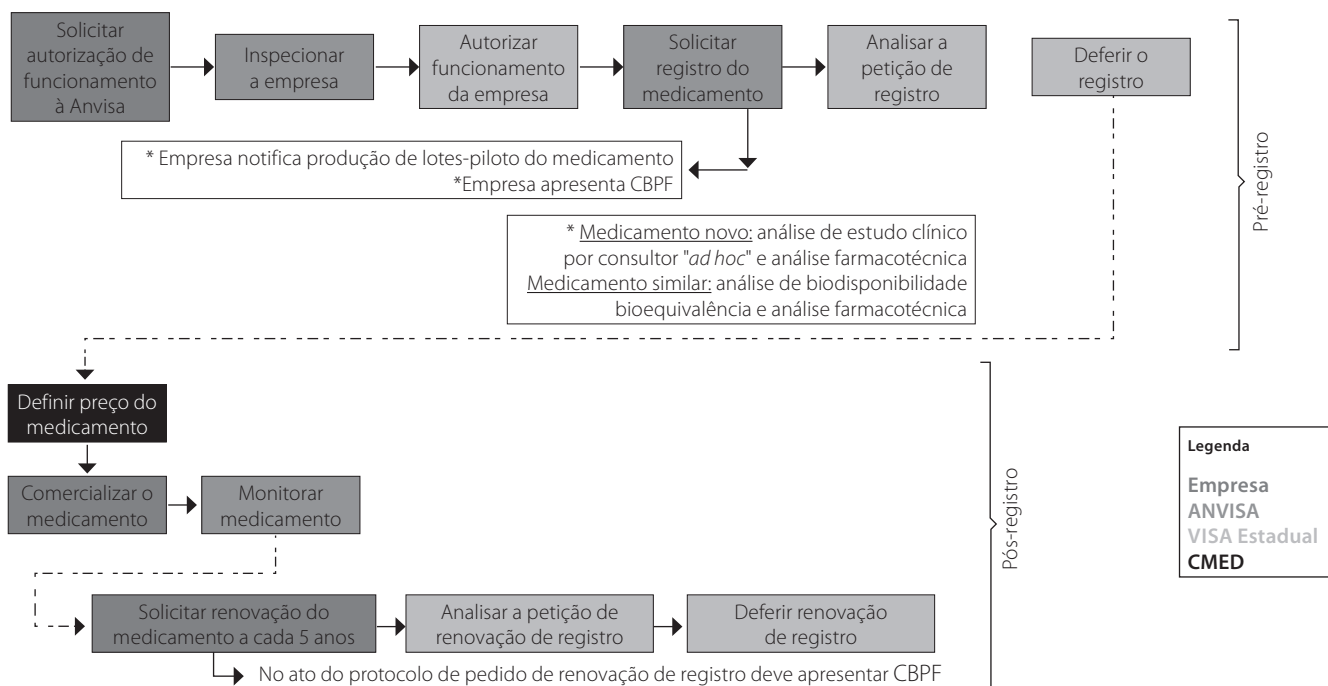 Solicitar
autorização de
funcionamento
à Anvisa
Inspecionar
a empresa
Autorizar
funcionamento
da empresa
Solicitar
registro do
medicamento
Analisar a
petição de
registro
Deferir o
registro
* Empresa notifica produção de lotes-piloto do medicamento
*Empresa apresenta CBPF
* Medicamento novo: análise de estudo clínico
por consultor "ad hoc" e análise farmacotécnica
Medicamento similar: análise de biodisponibilidade
bioequivalência e análise farmacotécnica
Pré-registro
Definir preço do
medicamento
Comercializar o
medicamento
Monitorar
medicamento
Solicitar renovação do
medicamento a cada 5 anos
Analisar a petição de
renovação de registro
Deferir renovação
de registro
No ato do protocolo de pedido de renovação de registro deve apresentar CBPF
Pós-registro
Legenda
Empresa
ANVISA
VISA Estadual
CMED